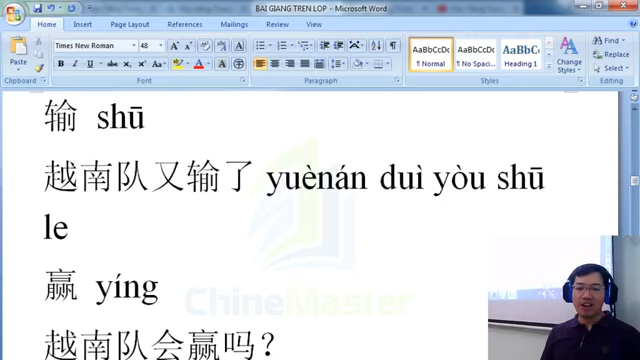 BAI GIANG TREN LOP - Microsoft Word
Home Insert Page Layout References Mailings Review View
Paste
Times New Roman 48
AaBbCcDc AaBbCcDc AaBbCc
¶ Normal ¶ No Spaci... Heading 1
Change Styles
Find
Replace
Select
Clipboard Font Paragraph Styles Editing
输 shū
越南队又输了 yuènán duì yòu shū
le
赢 yíng
ChineMaster
越南队会赢吗?